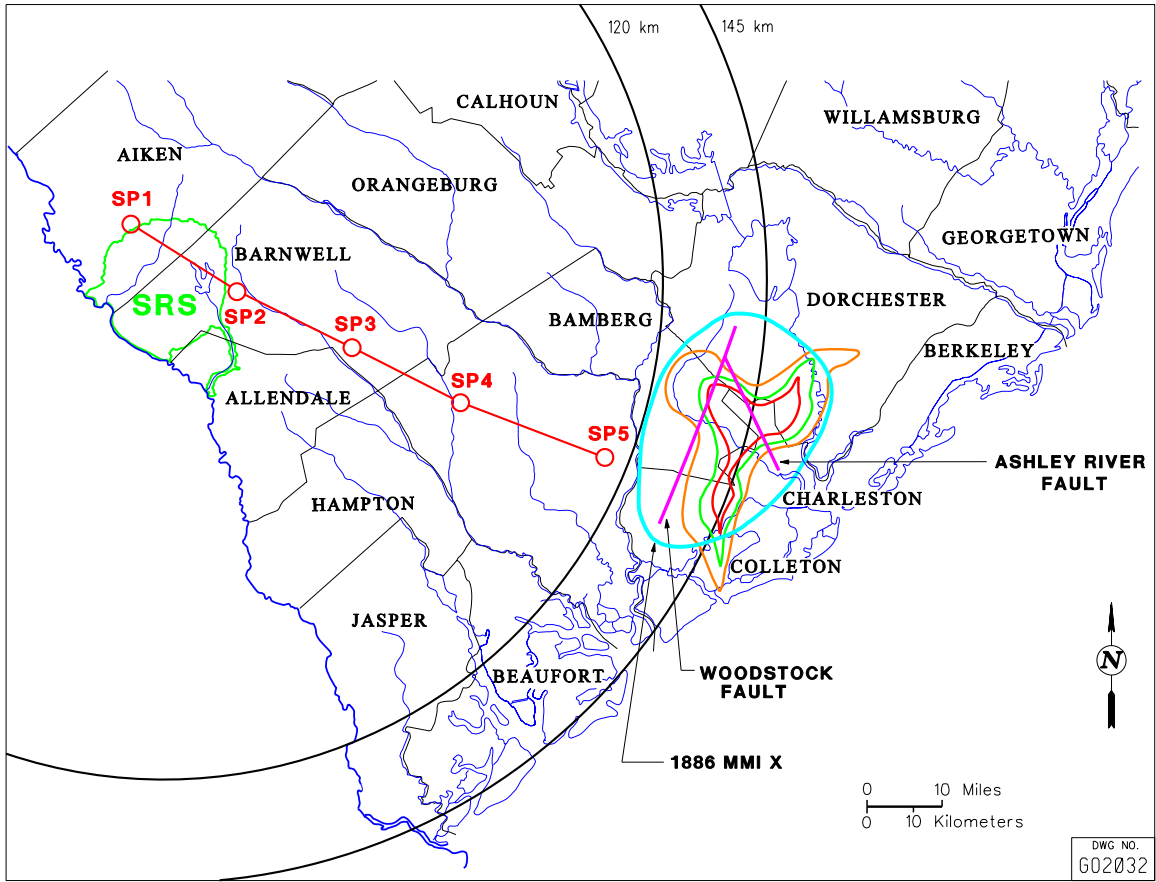 120 km
145 km
CALHOUN
WILLAMSBURG
AIKEN
ORANGEBURG
SP1
GEORGETOWN
BARNWELL
SRS
DORCHESTER
SP2
SP3
BAMBERG
BERKELEY
SP4
ALLENDALE
SP5
ASHLEY RIVER
FAULT
HAMPTON
CHARLESTON
COLLETON
JASPER
BEAUFORT
WOODSTOCK
FAULT
N
1886 MMI X
0 10 Miles
0 10 Kilometers
DWG NO.
G02032